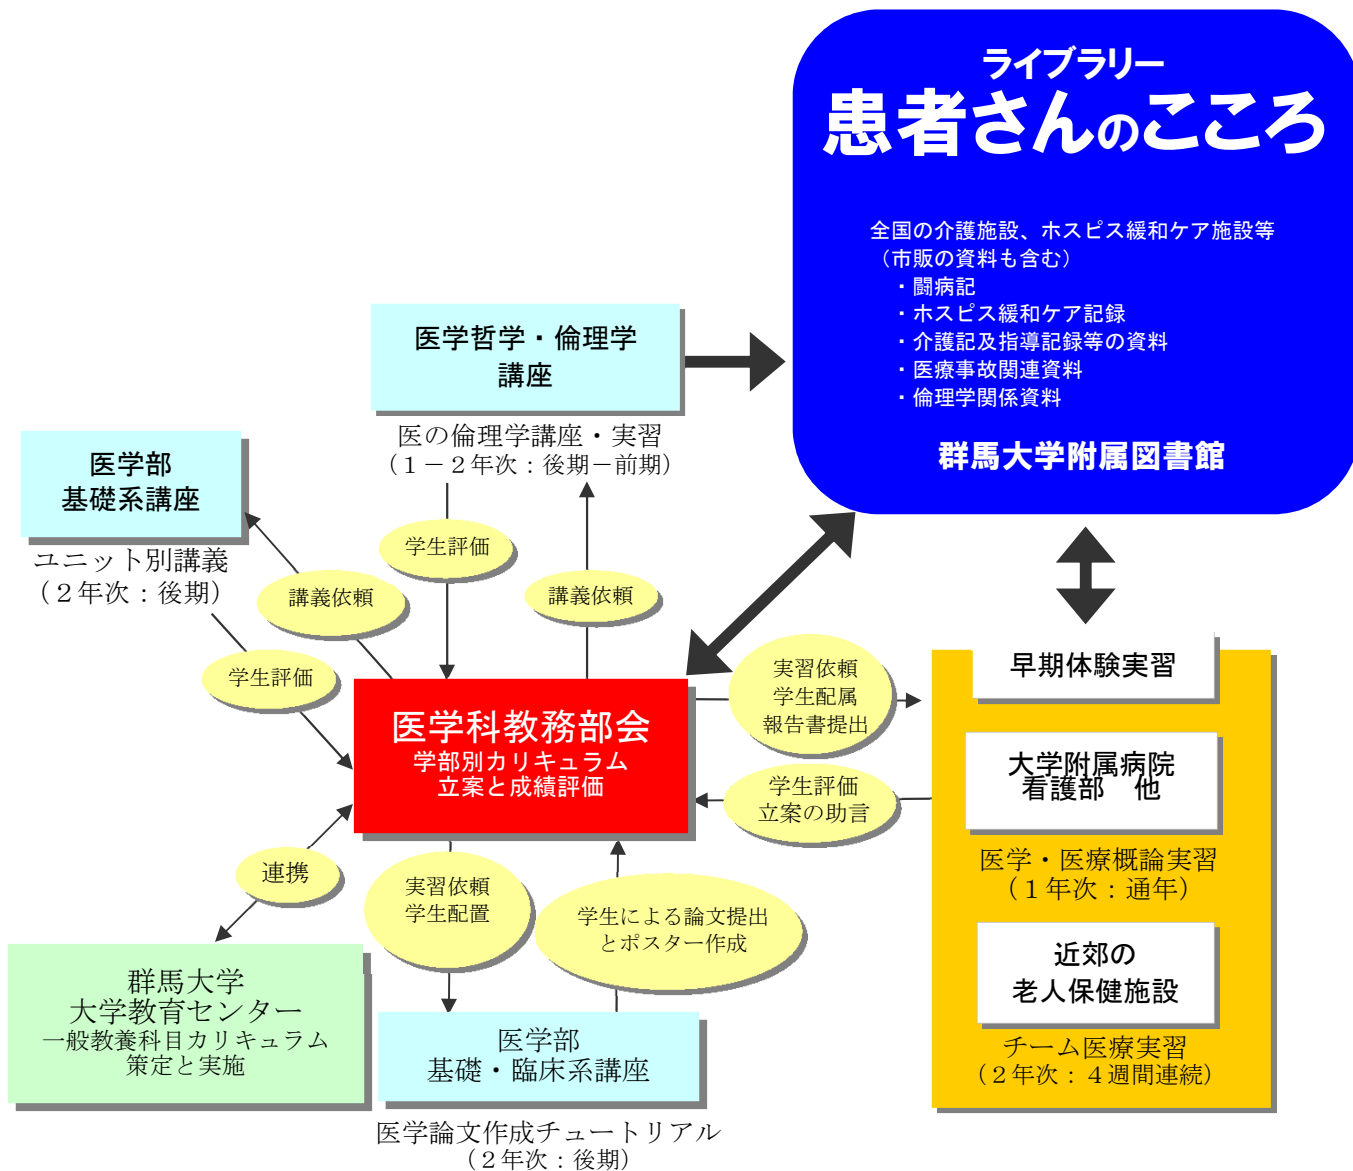 ライブラリー
患者さんのこころ
全国の介護施設、ホスピス緩和ケア施設等
（市販の資料も含む）
・闘病記
・ホスピス緩和ケア記録
・介護記及指導記録等の資料
・医療事故関連資料
・倫理学関係資料
群馬大学附属図書館
医学哲学・倫理学
講座
医の倫理学講座・実習
（１－２年次：後期－前期）
医学部
基礎系講座
ユニット別講義
（２年次：後期）
学生評価
講義依頼
講義依頼
学生評価
医学科教務部会
学部別カリキュラム
立案と成績評価
実習依頼
学生配属
報告書提出
学生評価
立案の助言
早期体験実習
大学附属病院
看護部　他
医学・医療概論実習
（１年次：通年）
近郊の
老人保健施設
チーム医療実習
（２年次：４週間連続）
連携
実習依頼
学生配置
学生による論文提出
とポスター作成
群馬大学
大学教育センター
一般教養科目カリキュラム
策定と実施
医学部
基礎・臨床系講座
医学論文作成チュートリアル
（２年次：後期）